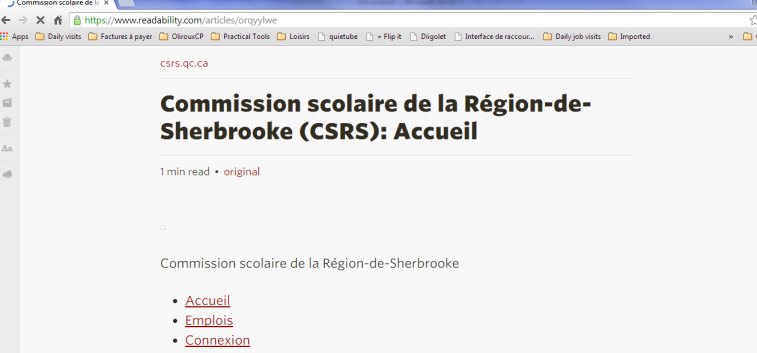 Commission scolaire de la
https://www.readability.com/articles/orqyylwe
Apps Daily visits Factures à payer OlirouxCP Practical Tools Loisirs quietube + Flip it Diigolet Interface de raccour... Daily job visits Imported »
csrs.qc.ca
Commission scolaire de la Région-de-
Sherbrooke (CSRS): Accueil
1 min read ▪ original
Aa
Commission scolaire de la Région-de-Sherbrooke
• Accueil
• Emplois
• Connexion